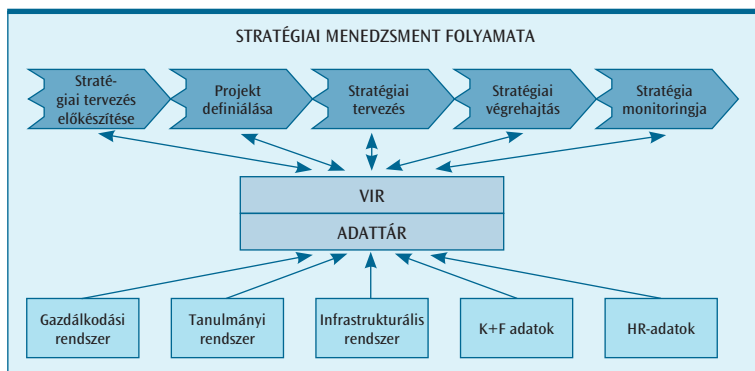 STRATÉGIAI MENEDZSMENT FOLYAMATA
Straté-
giai tervezés
előkészítése
Projekt
definiálása
Stratégiai
tervezés
Stratégiai
végrehajtás
Stratégia
monitoringja
VIR
ADATTÁR
Gazdálkodási
rendszer
Tanulmányi
rendszer
Infrastrukturális
rendszer
K+F adatok
HR-adatok